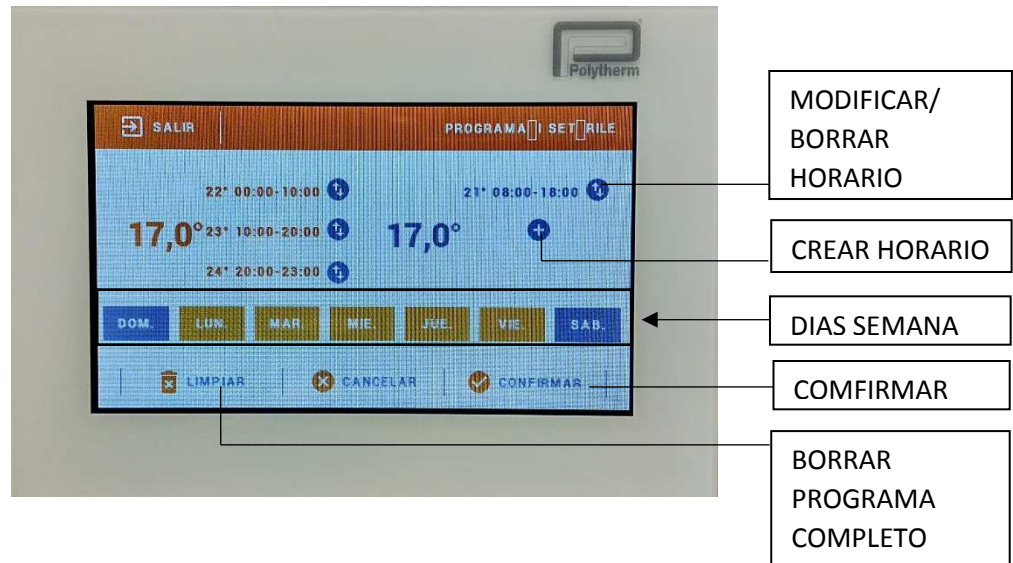 Polytherm
SALIR
PROGRAMA▯I SET▯RILE
22° 00:00-10:00
21° 08:00-18:00
17,0° 23° 10:00-20:00
17,0°
24° 20:00-23:00
DOM. LUN. MAR. MIE. JUE. VIE. SAB.
LIMPIAR CANCELAR CONFIRMAR
MODIFICAR/
BORRAR
HORARIO
CREAR HORARIO
DIAS SEMANA
COMFIRMAR
BORRAR
PROGRAMA
COMPLETO